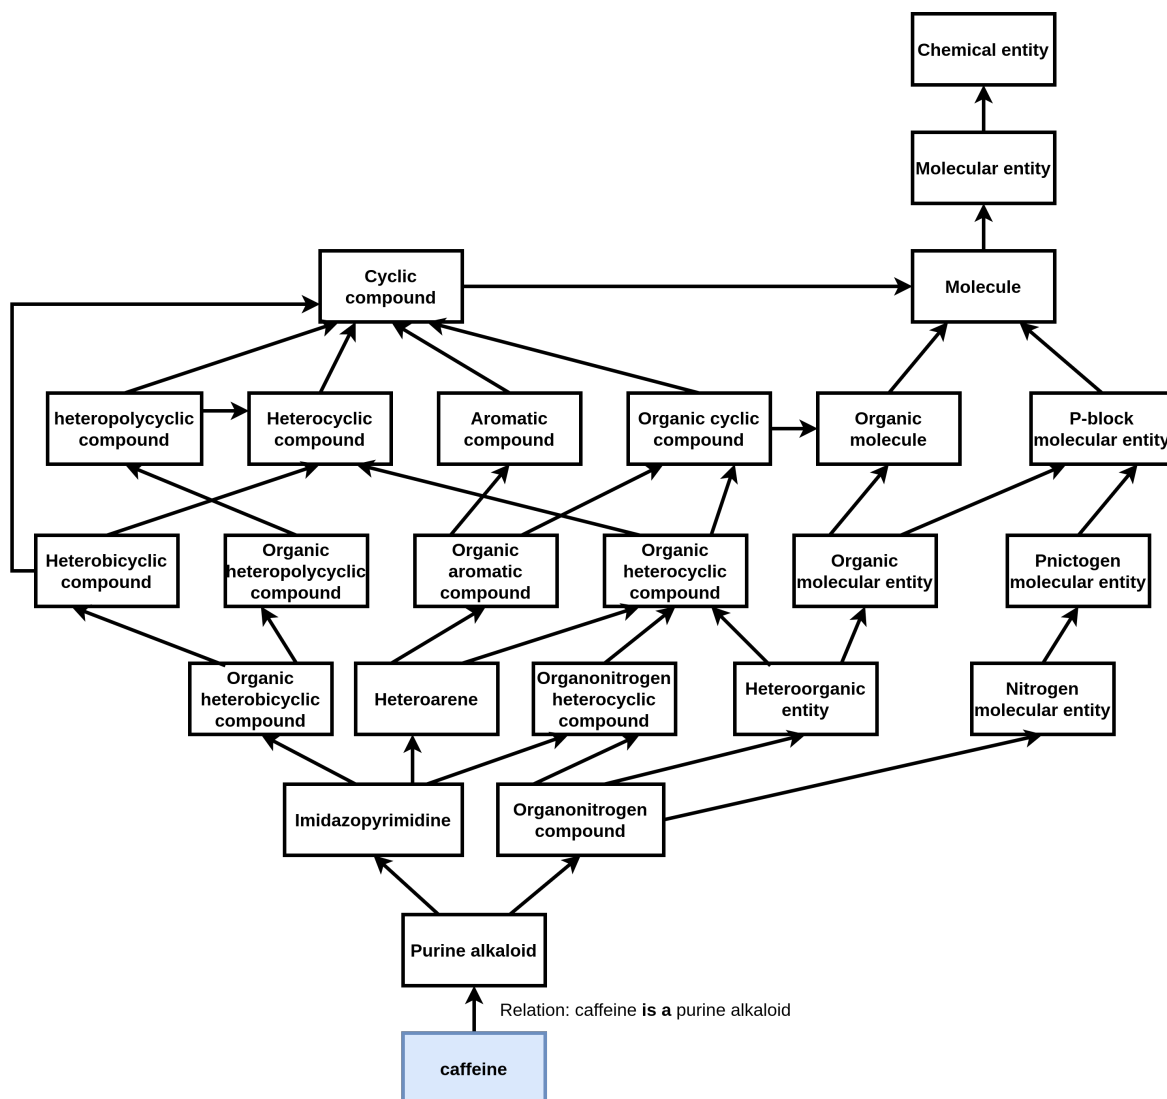 Chemical entity
Molecular entity
Cyclic
compound
Molecule
heteropolycyclic
compound
Heterocyclic
compound
Aromatic
compound
Organic cyclic
compound
Organic
molecule
P-block
molecular entity
Heterobicyclic
compound
Organic
heteropolycyclic
compound
Organic
aromatic
compound
Organic
heterocyclic
compound
Organic
molecular entity
Pnictogen
molecular entity
Organic
heterobicyclic
compound
Heteroarene
Organonitrogen
heterocyclic
compound
Heteroorganic
entity
Nitrogen
molecular entity
Imidazopyrimidine
Organonitrogen
compound
Purine alkaloid
Relation: caffeine is a purine alkaloid
caffeine